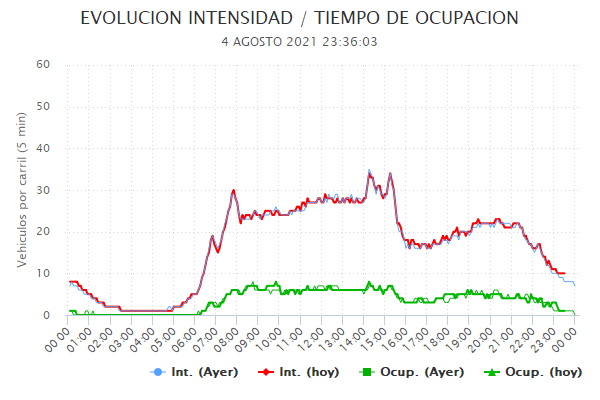 EVOLUCION INTENSIDAD / TIEMPO DE OCUPACION
4 AGOSTO 2021 23:36:03
Vehiculos por carril (5 min)
60
50
40
30
20
10
0
00:00 01:00 02:00 03:00 04:00 05:00 06:00 07:00 08:00 09:00 10:00 11:00 12:00 13:00 14:00 15:00 16:00 17:00 18:00 19:00 20:00 21:00 22:00 23:00 00:00
Int. (Ayer) Int. (hoy) Ocup. (Ayer) Ocup. (hoy)